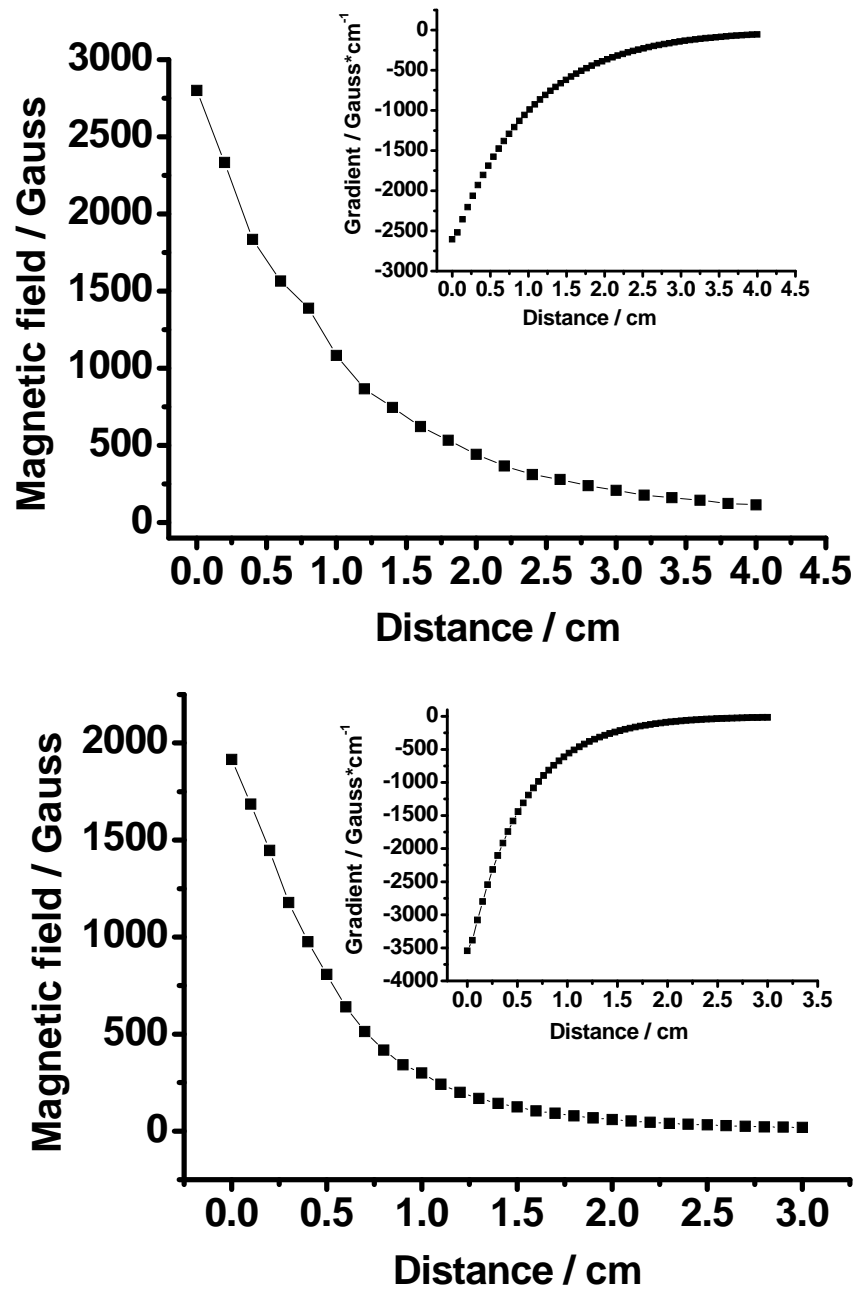 3000
2500
2000
1500
1000
500
0
Magnetic field / Gauss
0.0 0.5 1.0 1.5 2.0 2.5 3.0 3.5 4.0 4.5
Distance / cm
0
-500
-1000
-1500
-2000
-2500
-3000
Gradient / Gauss*cm-1
0.0 0.5 1.0 1.5 2.0 2.5 3.0 3.5 4.0 4.5
Distance / cm
2000
1500
1000
500
0
Magnetic field / Gauss
0.0 0.5 1.0 1.5 2.0 2.5 3.0
Distance / cm
0
-500
-1000
-1500
-2000
-2500
-3000
-3500
-4000
Gradient / Gauss*cm-1
0.0 0.5 1.0 1.5 2.0 2.5 3.0 3.5
Distance / cm